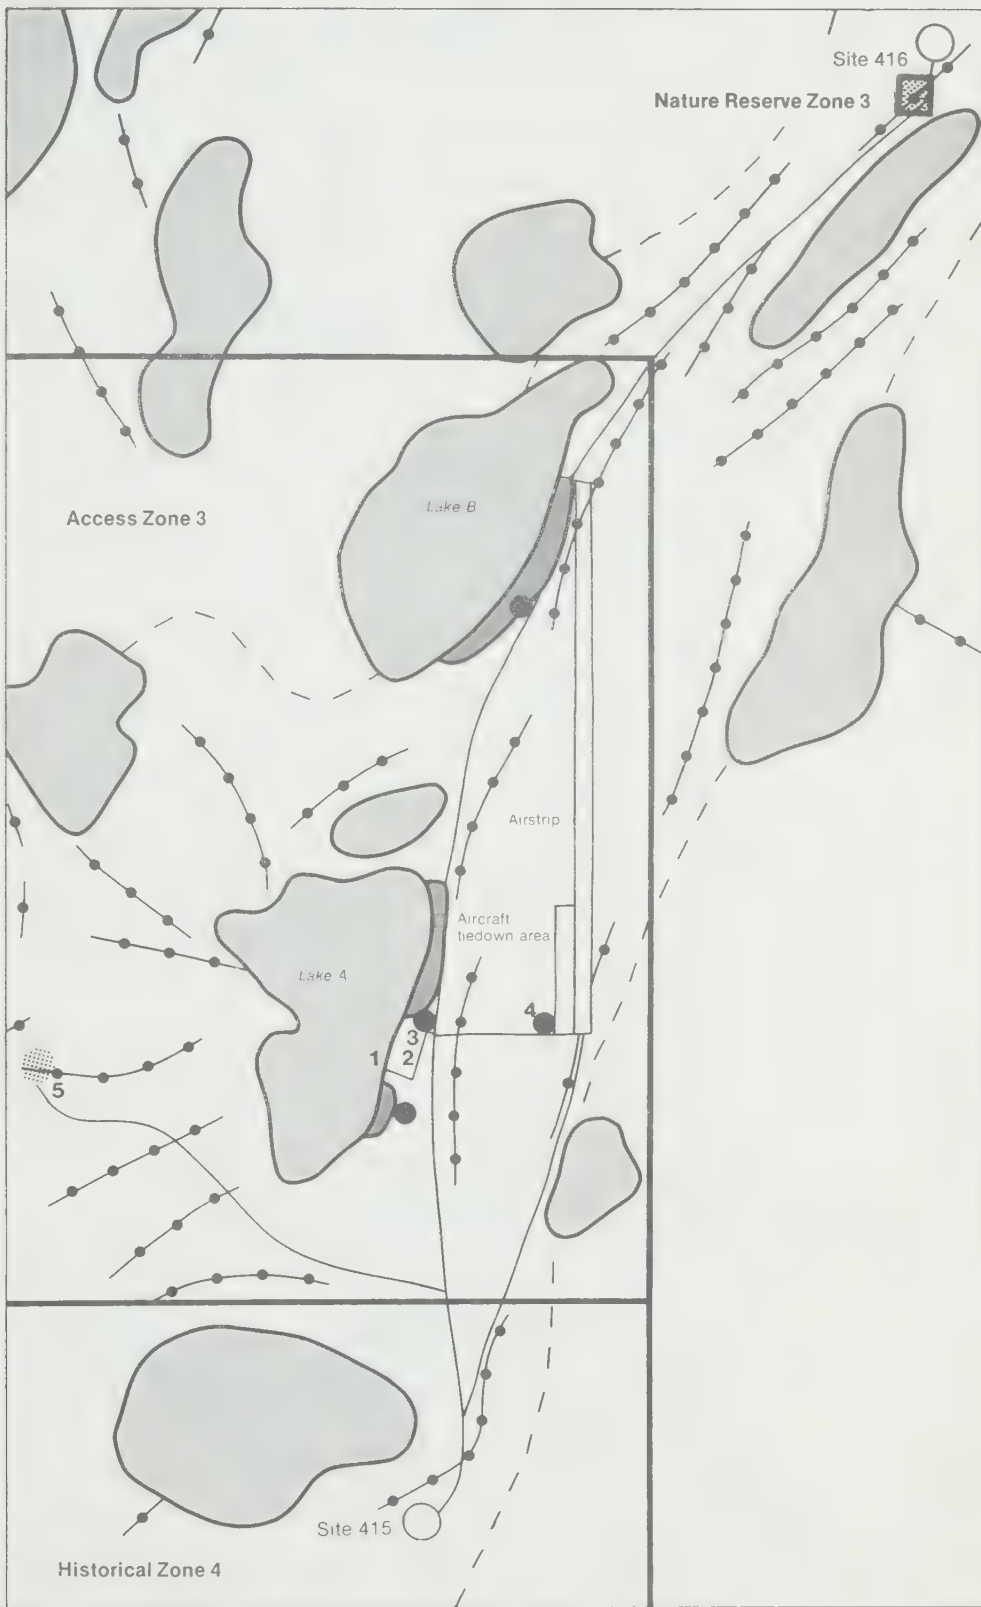 Site 416
Nature Reserve Zone 3
Lake B
Access Zone 3
Airstrip
Aircraft
tiedown area
Lake A
4
3
1
2
5
Site 415
Historical Zone 4